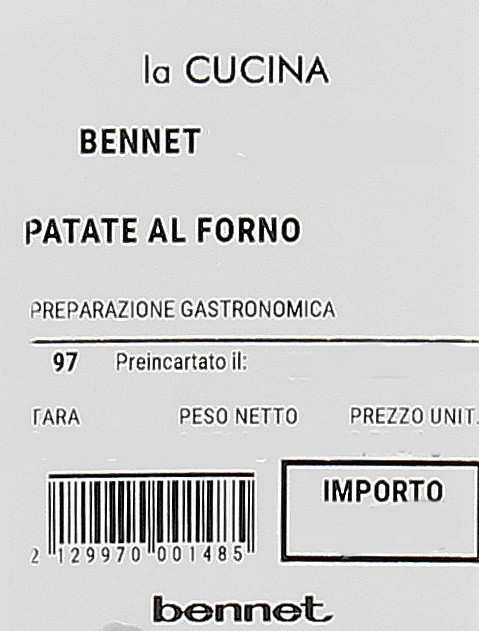 la CUCINA
BENNET
PATATE AL FORNO
PREPARAZIONE GASTRONOMICA
97 Preincartato il:
TARA PESO NETTO PREZZO UNIT.
IMPORTO
2 129970 001485
bennet